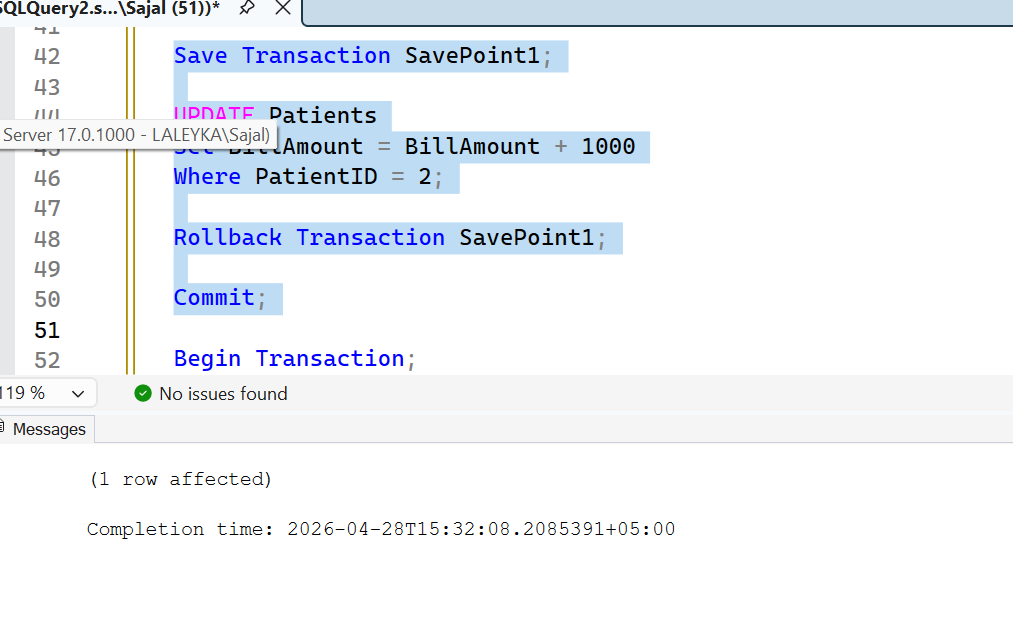 SQLQuery2.s...\Sajal (51))*
41
42 Save Transaction SavePoint1;
43
44 UPDATE Patients
Server 17.0.1000 - LALEYKA\Sajal)
45 Set BillAmount = BillAmount + 1000
46 Where PatientID = 2;
47
48 Rollback Transaction SavePoint1;
49
50 Commit;
51
52 Begin Transaction;
119 % No issues found
Messages
(1 row affected)
Completion time: 2026-04-28T15:32:08.2085391+05:00